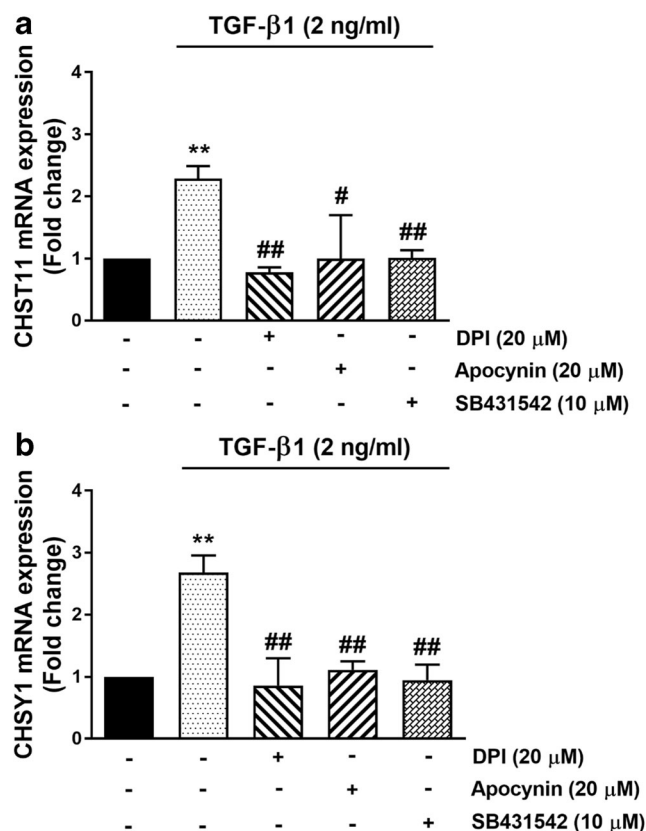 a
TGF-β1 (2 ng/ml)
CHST11 mRNA expression
(Fold change)
4
3
2
1
0
**
##
#
##
- - + - - DPI (20 μM)
- - - + - Apocynin (20 μM)
- - - - + SB431542 (10 μM)
b
TGF-β1 (2 ng/ml)
CHSY1 mRNA expression
(Fold change)
4
3
2
1
0
**
##
##
##
- - + - - DPI (20 μM)
- - - + - Apocynin (20 μM)
- - - - + SB431542 (10 μM)